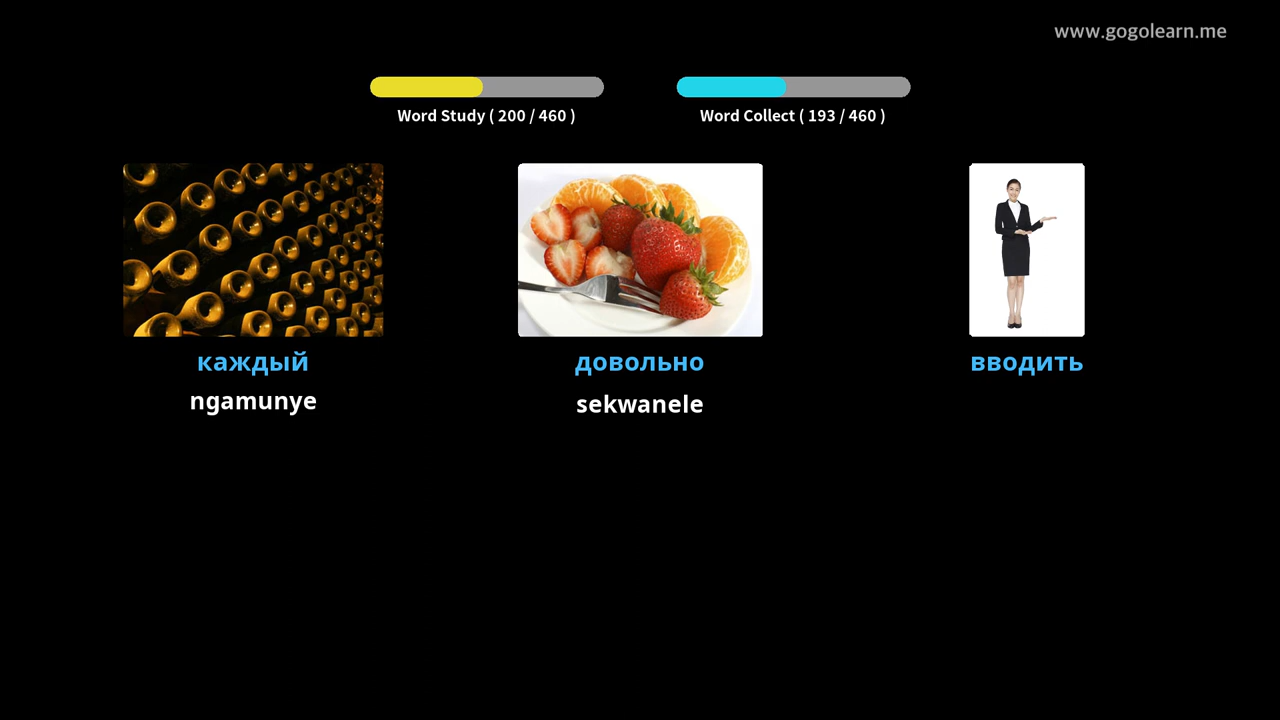 www.gogolearn.me
Word Study ( 200 / 460 )
Word Collect ( 193 / 460 )
каждый
довольно
вводить
ngamunye
sekwanele